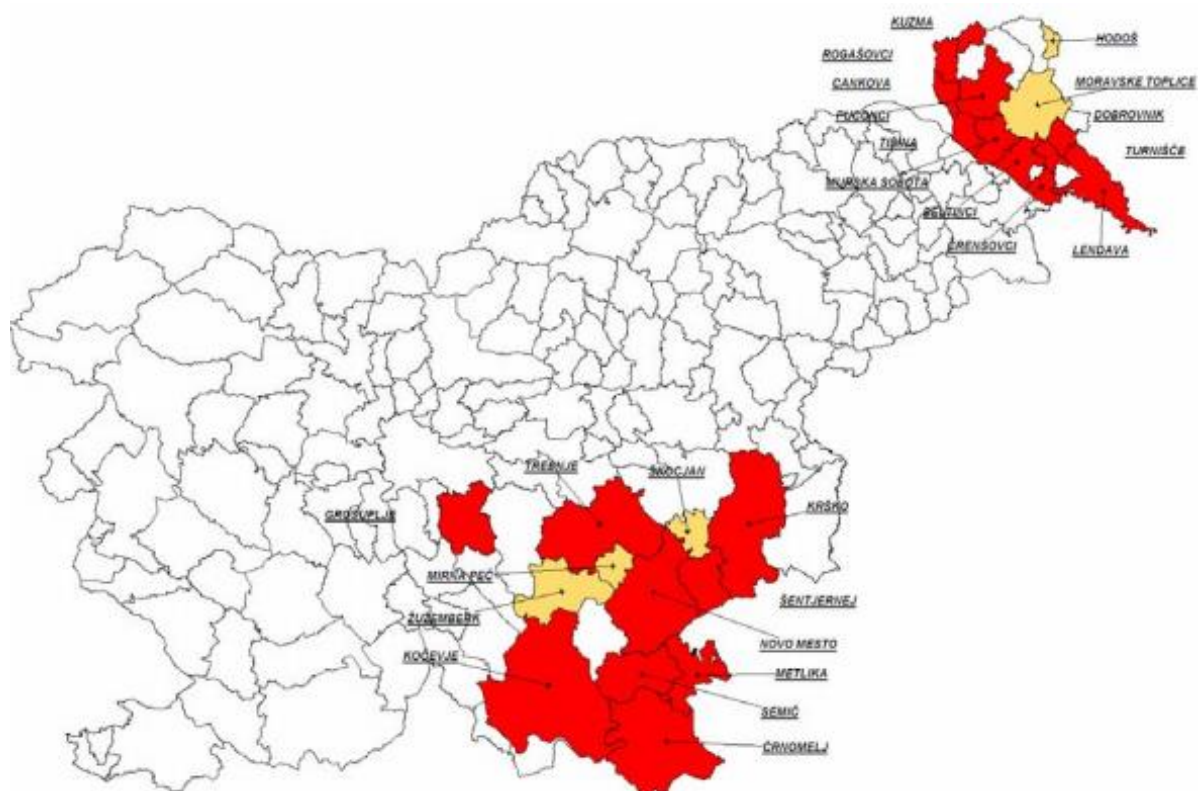 KUZMA
HODOŠ
ROGAŠOVCI
CANKOVA
MORAVSKE TOPLICE
PUCONCI
DOBROVNIK
TIŠINA
TURNIŠČE
MURSKA SOBOTA
BELTINCI
ČRENŠOVCI
LENDAVA
TREBNJE
ŠKOCJAN
GROSUPLJE
KRŠKO
MIRNA PEČ
ŠENTJERNEJ
ŽUŽEMBERK
NOVO MESTO
KOČEVJE
METLIKA
SEMIČ
ČRNOMELJ